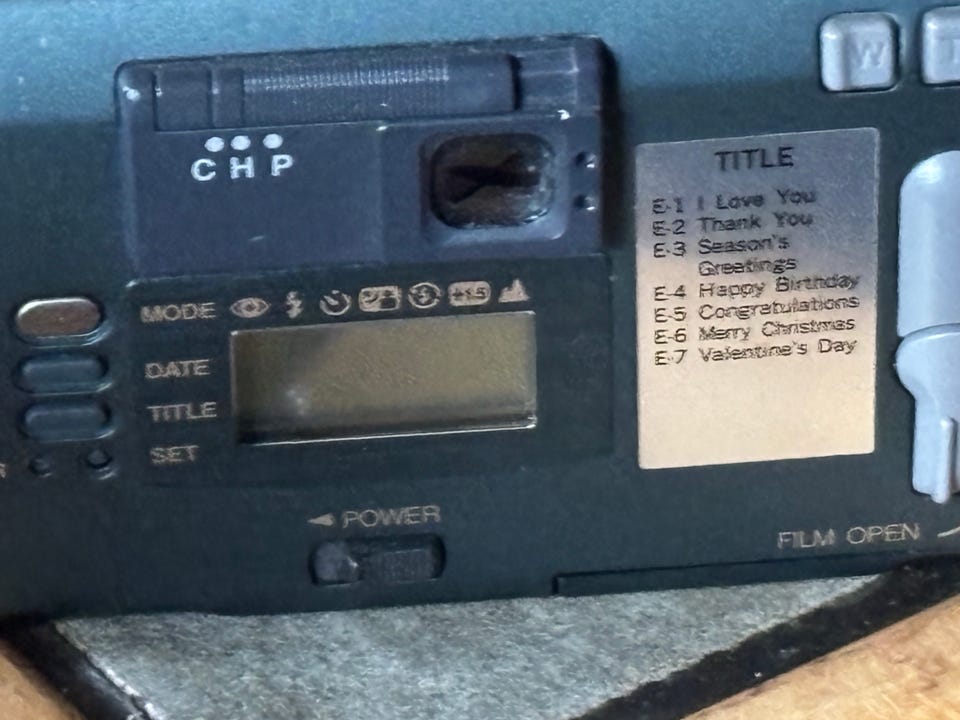 W
C H P
TITLE
E-1 I Love You
E-2 Thank You
E-3 Season's
Greetings
E-4 Happy Birthday
E-5 Congratulations
E-6 Merry Christmas
E-7 Valentine's Day
MODE
+1.5
DATE
TITLE
SET
POWER
FILM OPEN